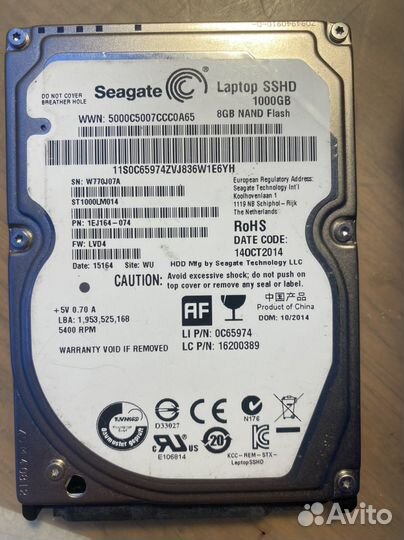 DO NOT COVER
BREATHER HOLE
Seagate
Laptop SSHD
1000GB
8GB NAND Flash
WWN: 5000C5007CCC0A65
11S0C65974ZVJ836W1E6YH
SN: W770J07A
ST1000LM014
PN: 1EJ164-074
FW: LVD4
Date: 15164 Site: WU
European Regulatory Address:
Seagate Technology Int'l
Koolhovenlaan 1
1119 NB Schiphol-Rijk
The Netherlands
RoHS
DATE CODE:
14OCT2014
HDD Mfg by Seagate Technology LLC
CAUTION: Avoid excessive shock; do not push on
top cover or remove any seal or label.
+5V 0.70 A
LBA: 1,953,525,168
5400 RPM
AF
中国产品
Product of China
DOM: 10/2014
LI P/N: 0C65974
LC P/N: 16200389
WARRANTY VOID IF REMOVED
D33027
N176
c UL US
20
E106814
KCC-REM-STX-
LaptopSSHD
Avito